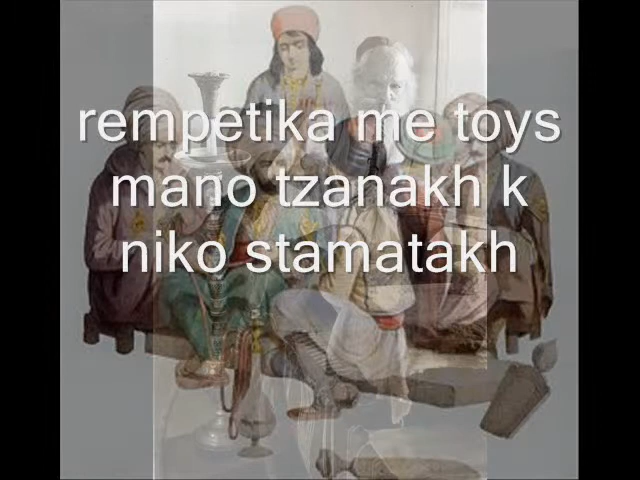 rempetika me toys
mano tzanakh k
niko stamatakh